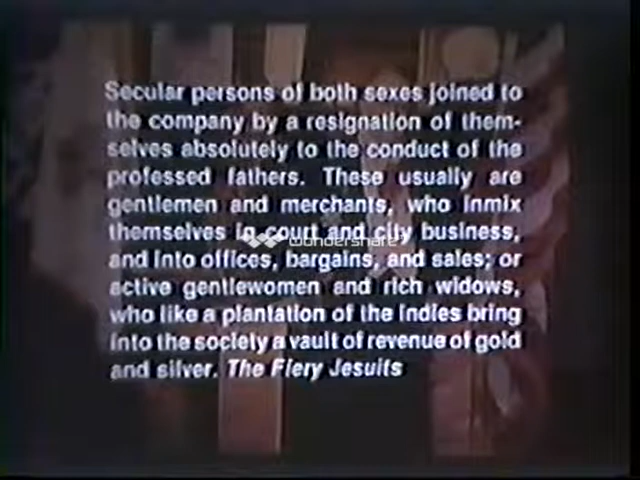 Secular persons of both sexes joined to
the company by a resignation of them-
selves absolutely to the conduct of the
professed fathers. These usually are
gentlemen and merchants, who inmix
themselves in court and city business,
wondershare
and into offices, bargains, and sales; or
active gentlewomen and rich widows,
who like a plantation of the Indies bring
into the society a vault of revenue of gold
and silver. The Fiery Jesuits